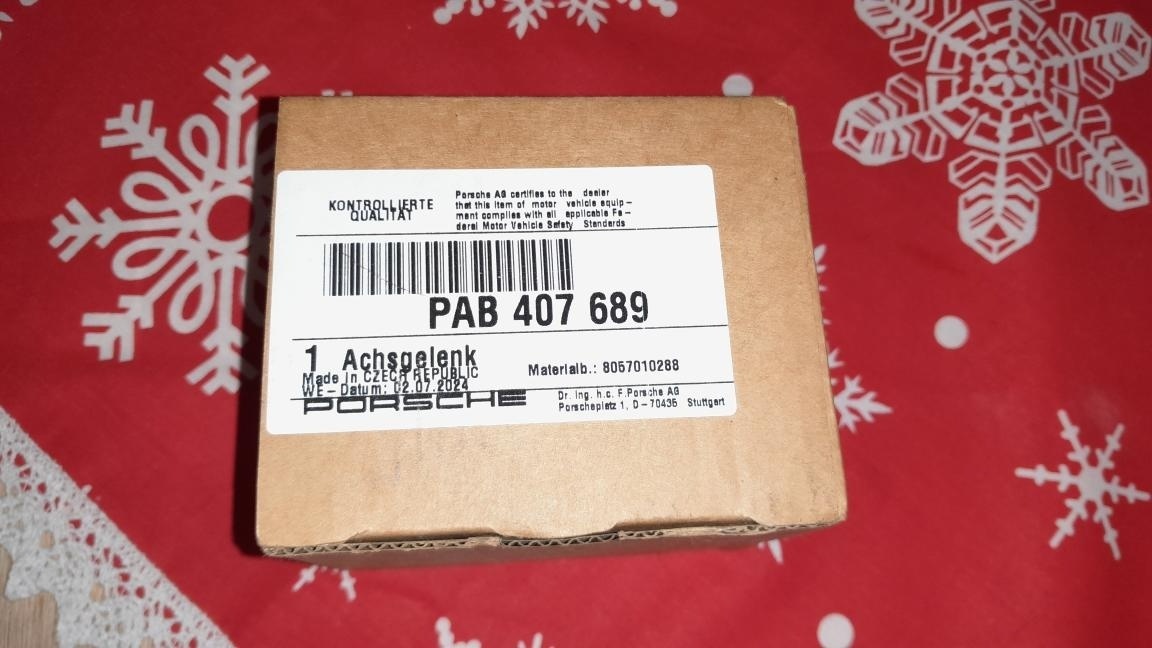 KONTROLLIERTE
QUALITÄT
Porsche AG certifies to the dealer
that this item of motor vehicle equip-
ment complies with all applicable Fe-
deral Motor Vehicle Safety Standards
PAB 407 689
1 Achsgelenk
Made in CZECH REPUBLIC
Materialb.: 8057010288
WE - Datum: 02.07.2024
PORSCHE
Dr. Ing. h.c. F.Porsche AG
Porscheplatz 1, D-70435 Stuttgart